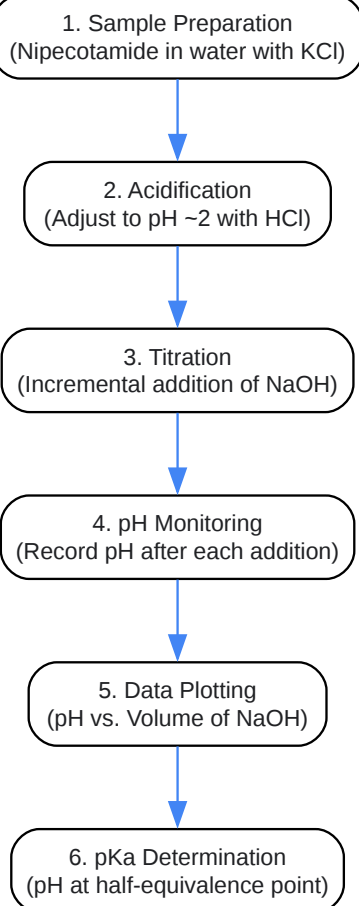 1. Sample Preparation
(Nipecotamide in water with KCl)
2. Acidification
(Adjust to pH ~2 with HCl)
3. Titration
(Incremental addition of NaOH)
4. pH Monitoring
(Record pH after each addition)
5. Data Plotting
(pH vs. Volume of NaOH)
6. pKa Determination
(pH at half-equivalence point)